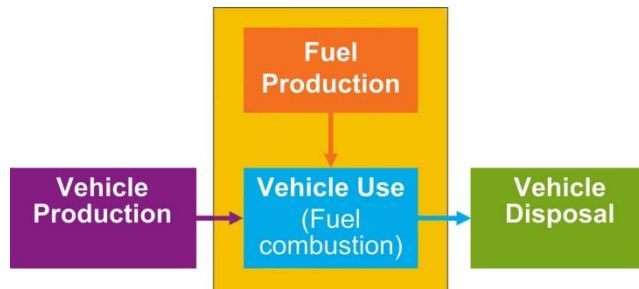 Fuel
Production
Vehicle
Production
Vehicle Use
(Fuel
combustion)
Vehicle
Disposal